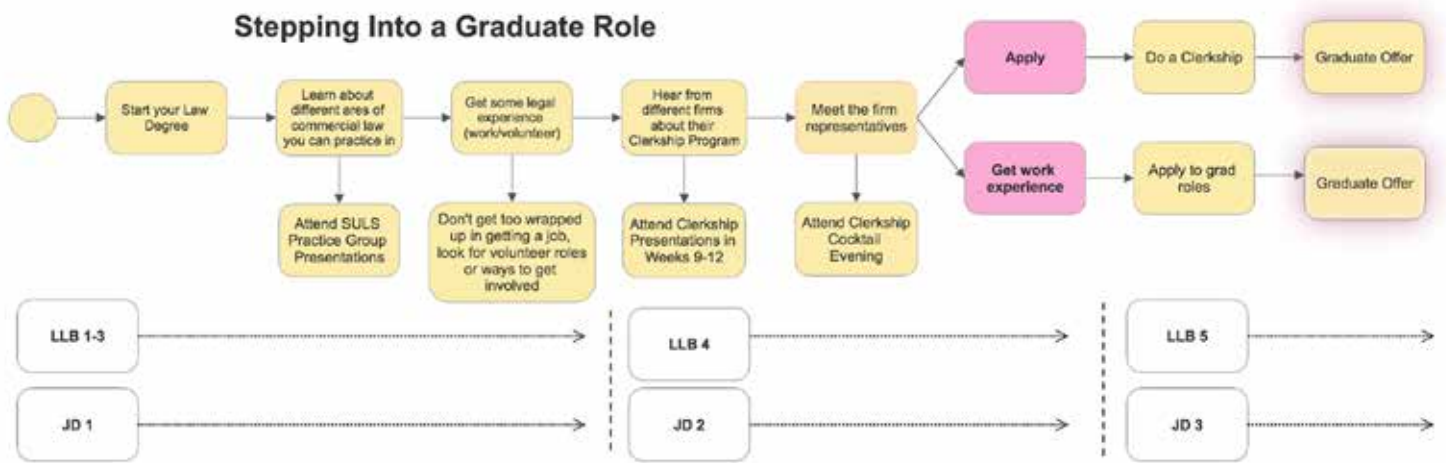 Stepping Into a Graduate Role
Start your Law
Degree
Learn about
different ares of
commercial law
you can practice in
Get some legal
experience
(work/volunteer)
Hear from
different firms
about their
Clerkship Program
Meet the firm
representatives
Apply
Do a Clerkship
Graduate Offer
Get work
experience
Apply to grad
roles
Graduate Offer
Attend SULS
Practice Group
Presentations
Don't get too wrapped
up in getting a job,
look for volunteer roles
or ways to get
involved
Attend Clerkship
Presentations in
Weeks 9-12
Attend Clerkship
Cocktail
Evening
LLB 1-3
LLB 4
LLB 5
JD 1
JD 2
JD 3